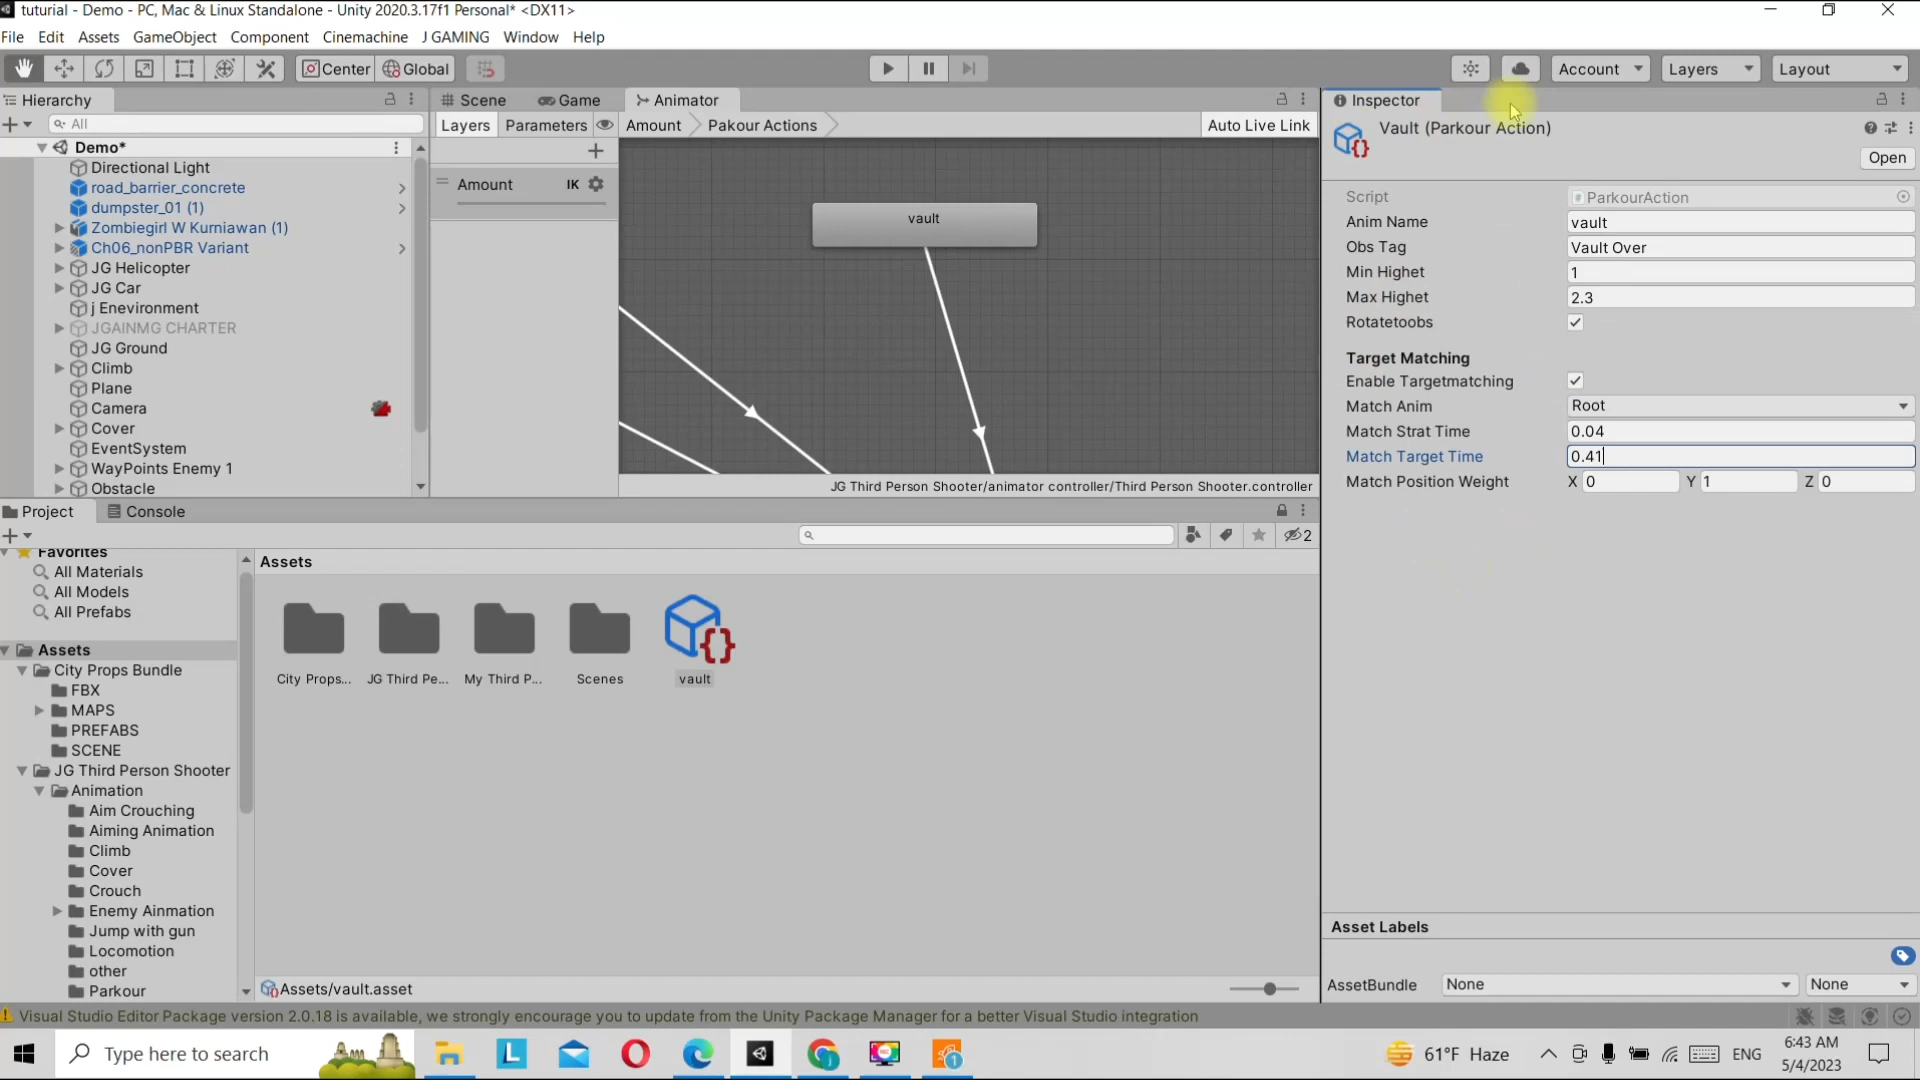 tuturial - Demo - PC, Mac & Linux Standalone - Unity 2020.3.17f1 Personal* <DX11>
File Edit Assets GameObject Component Cinemachine J GAMING Window Help
Center Global Account Layers Layout
Hierarchy
All
Demo*
Directional Light
road_barrier_concrete
dumpster_01 (1)
Zombiegirl W Kurniawan (1)
Ch06_nonPBR Variant
JG Helicopter
JG Car
j Enevironment
JGAINMG CHARTER
JG Ground
Climb
Plane
Camera
Cover
EventSystem
WayPoints Enemy 1
Obstacle
Scene Game Animator
Layers Parameters Amount Pakour Actions Auto Live Link
Amount IK
vault
JG Third Person Shooter/animator controller/Third Person Shooter.controller
Inspector
Vault (Parkour Action)
Open
Script ParkourAction
Anim Name vault
Obs Tag Vault Over
Min Highet 1
Max Highet 2.3
Rotatetoobs
Target Matching
Enable Targetmatching
Match Anim Root
Match Strat Time 0.04
Match Target Time 0.41
Match Position Weight X 0 Y 1 Z 0
Asset Labels
AssetBundle None None
Project Console
2
Favorites
All Materials
All Models
All Prefabs
Assets
City Props Bundle
FBX
MAPS
PREFABS
SCENE
JG Third Person Shooter
Animation
Aim Crouching
Aiming Animation
Climb
Cover
Crouch
Enemy Ainmation
Jump with gun
Locomotion
other
Parkour
Assets
City Props... JG Third Pe... My Third P... Scenes vault
Assets/vault.asset
Visual Studio Editor Package version 2.0.18 is available, we strongly encourage you to update from the Unity Package Manager for a better Visual Studio integration
Type here to search
L
1
61°F Haze
ENG
6:43 AM
5/4/2023